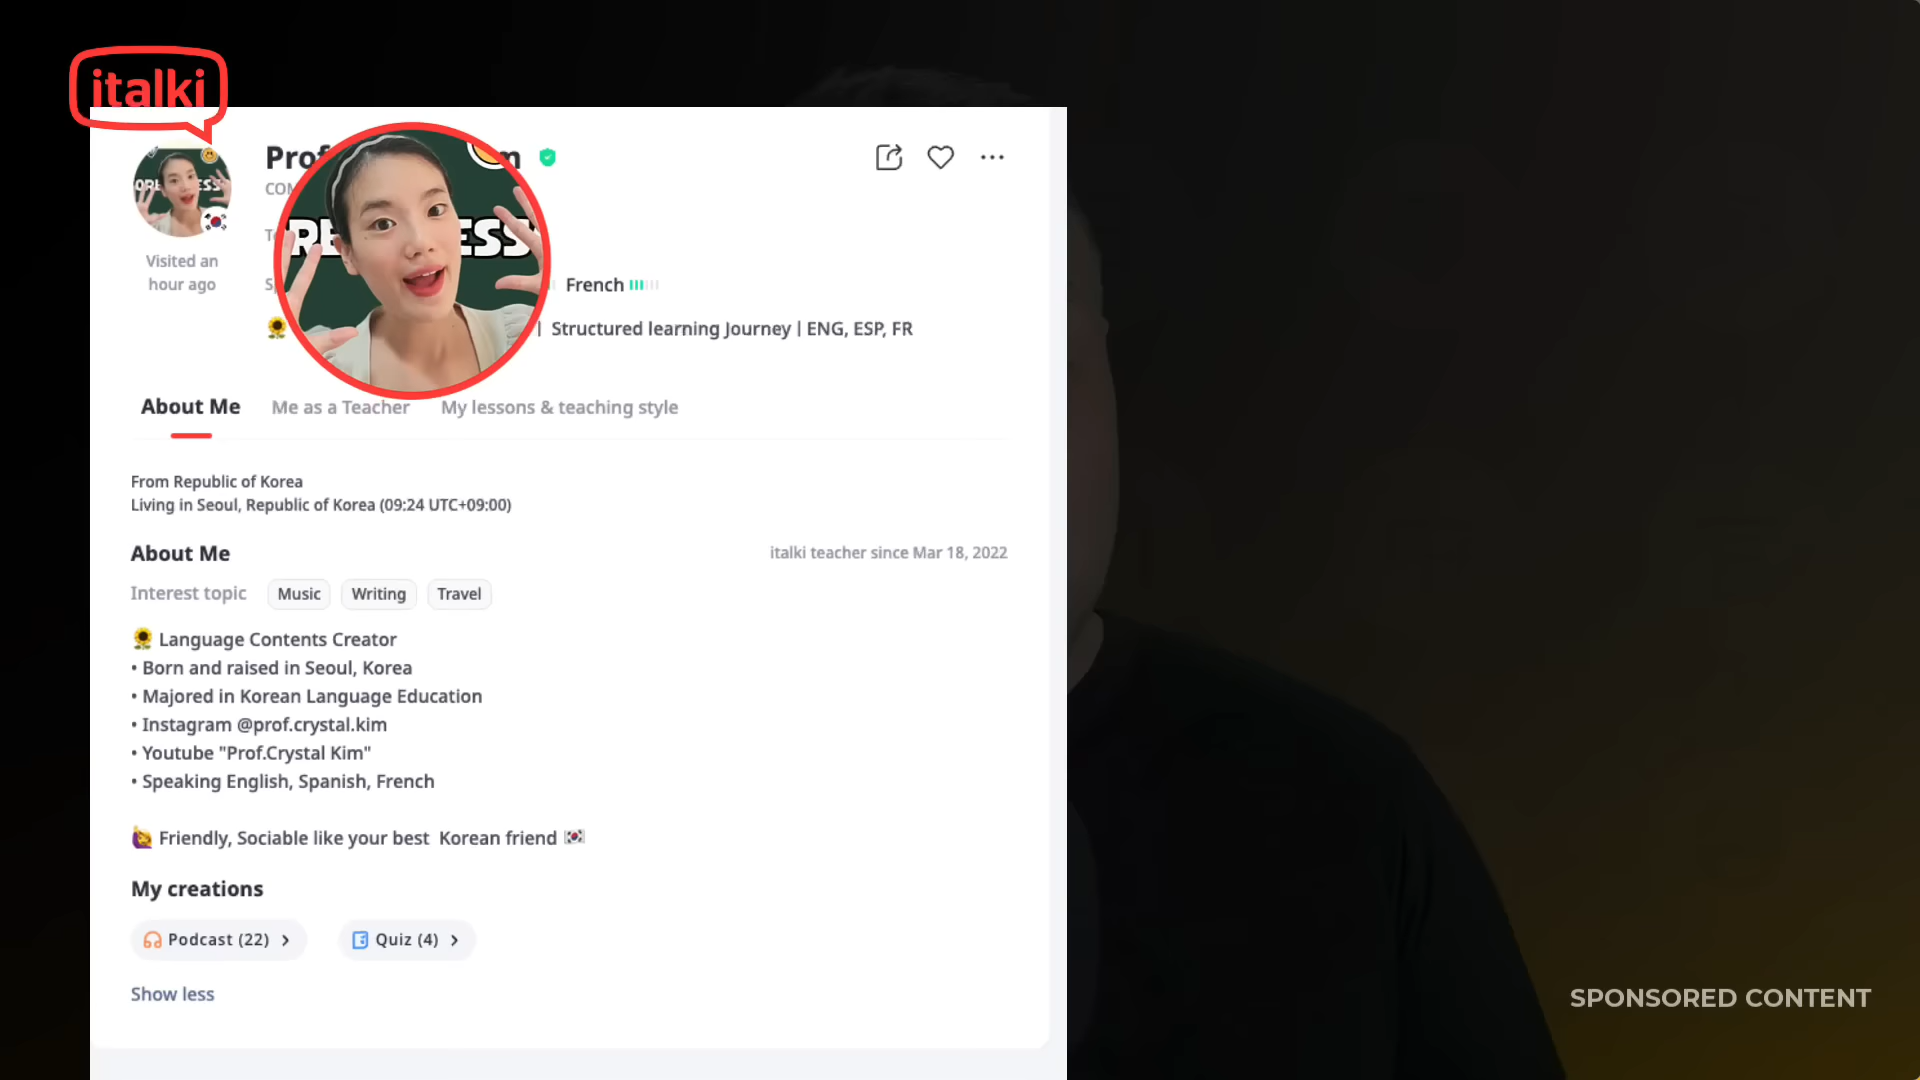 italki
Visited an
hour ago
French
| Structured learning Journey | ENG, ESP, FR
About Me
Me as a Teacher
My lessons & teaching style
From Republic of Korea
Living in Seoul, Republic of Korea (09:24 UTC+09:00)
About Me
italki teacher since Mar 18, 2022
Interest topic
Music
Writing
Travel
🌻 Language Contents Creator
• Born and raised in Seoul, Korea
• Majored in Korean Language Education
• Instagram @prof.crystal.kim
• Youtube "Prof.Crystal Kim"
• Speaking English, Spanish, French
🙋‍♀️ Friendly, Sociable like your best Korean friend 🇰🇷
My creations
Podcast (22)
Quiz (4)
Show less
SPONSORED CONTENT